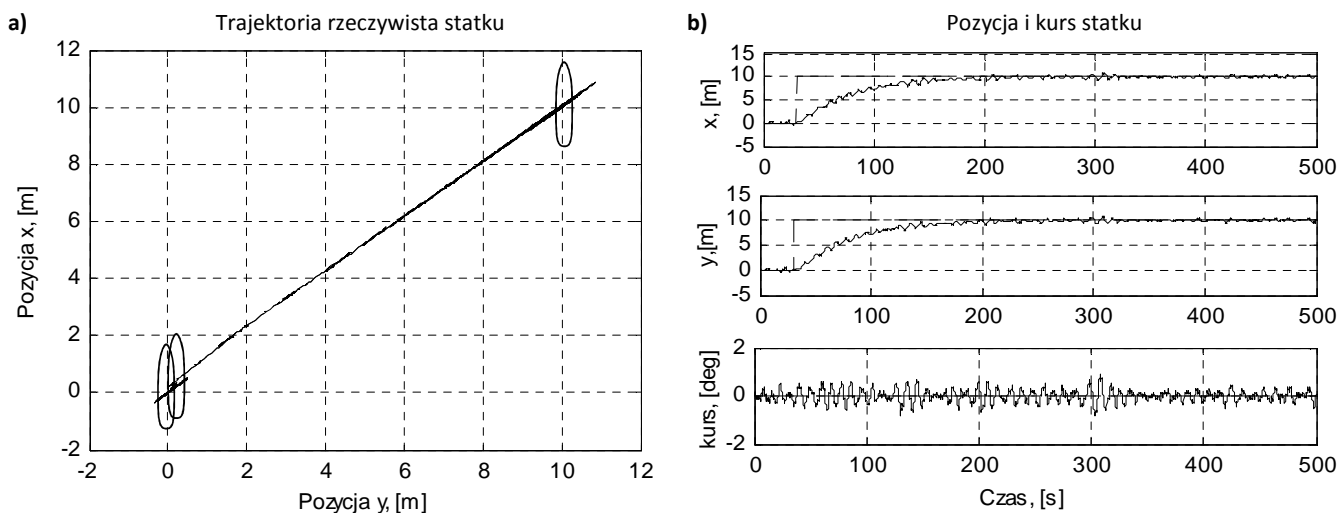 a) Trajektoria rzeczywista statku
12
10
8
6
4
2
0
-2
-2 0 2 4 6 8 10 12
Pozycja x, [m]
Pozycja y, [m]
b) Pozycja i kurs statku
15
10
5
0
-5
x, [m]
0 100 200 300 400 500
15
10
5
0
-5
y,[m]
0 100 200 300 400 500
2
0
-2
kurs, [deg]
0 100 200 300 400 500
Czas, [s]